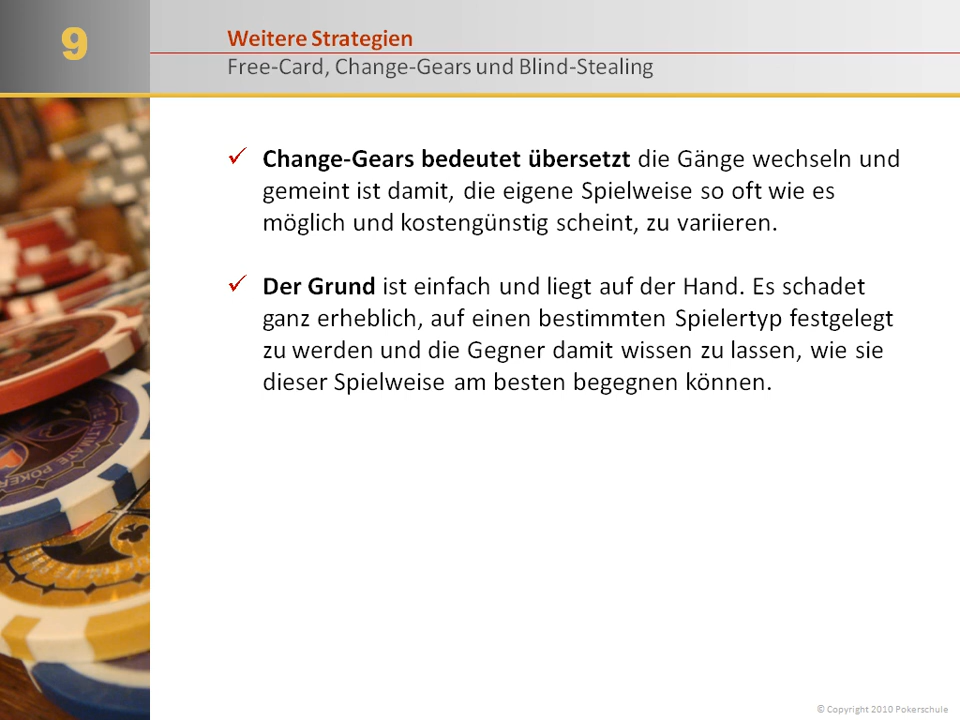 9
Weitere Strategien
Free-Card, Change-Gears und Blind-Stealing
✓ Change-Gears bedeutet übersetzt die Gänge wechseln und
gemeint ist damit, die eigene Spielweise so oft wie es
möglich und kostengünstig scheint, zu variieren.
✓ Der Grund ist einfach und liegt auf der Hand. Es schadet
ganz erheblich, auf einen bestimmten Spielertyp festgelegt
zu werden und die Gegner damit wissen zu lassen, wie sie
dieser Spielweise am besten begegnen können.
ULTIMATE POKER
© Copyright 2010 Pokerschule